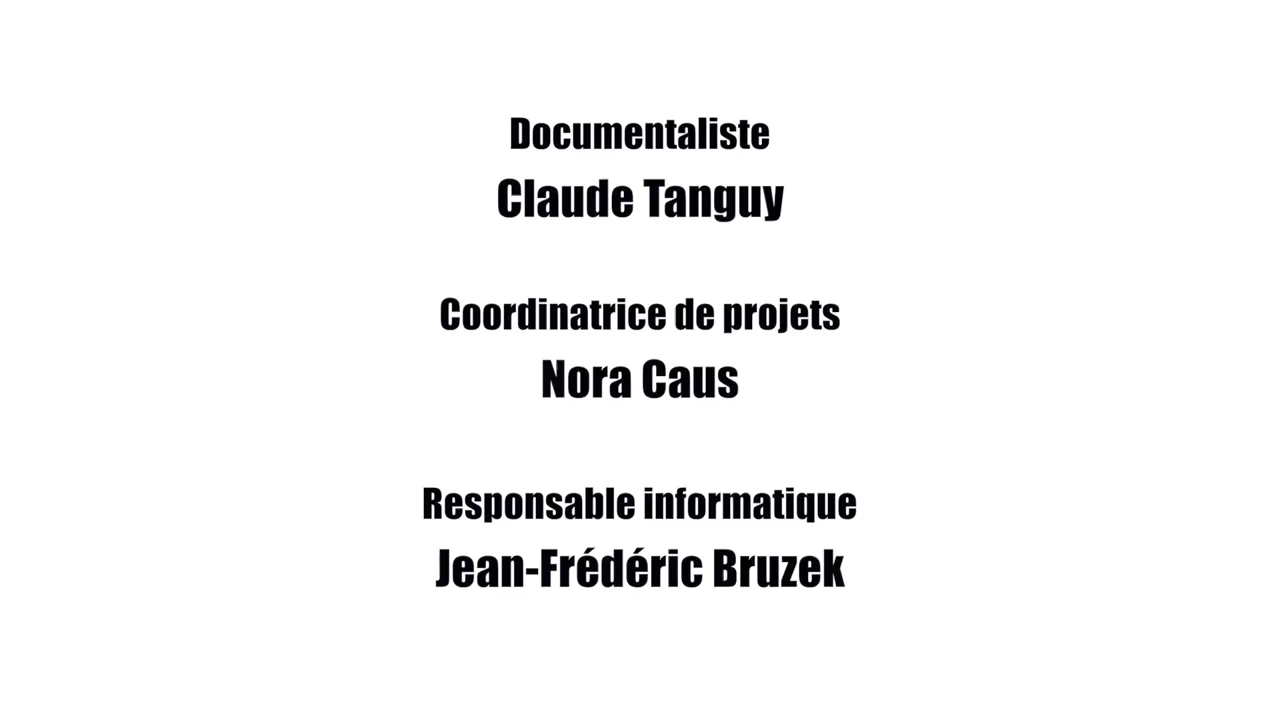 Documentaliste
Claude Tanguy
Coordinatrice de projets
Nora Caus
Responsable informatique
Jean-Frédéric Bruzek